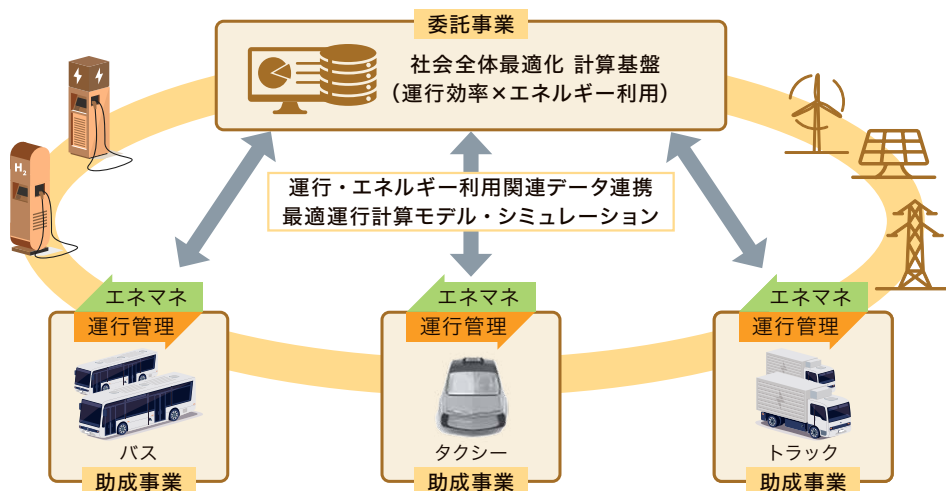 委託事業
社会全体最適化 計算基盤
（運行効率×エネルギー利用）
H2
運行・エネルギー利用関連データ連携
最適運行計算モデル・シミュレーション
エネマネ
運行管理
バス
助成事業
エネマネ
運行管理
タクシー
助成事業
エネマネ
運行管理
トラック
助成事業